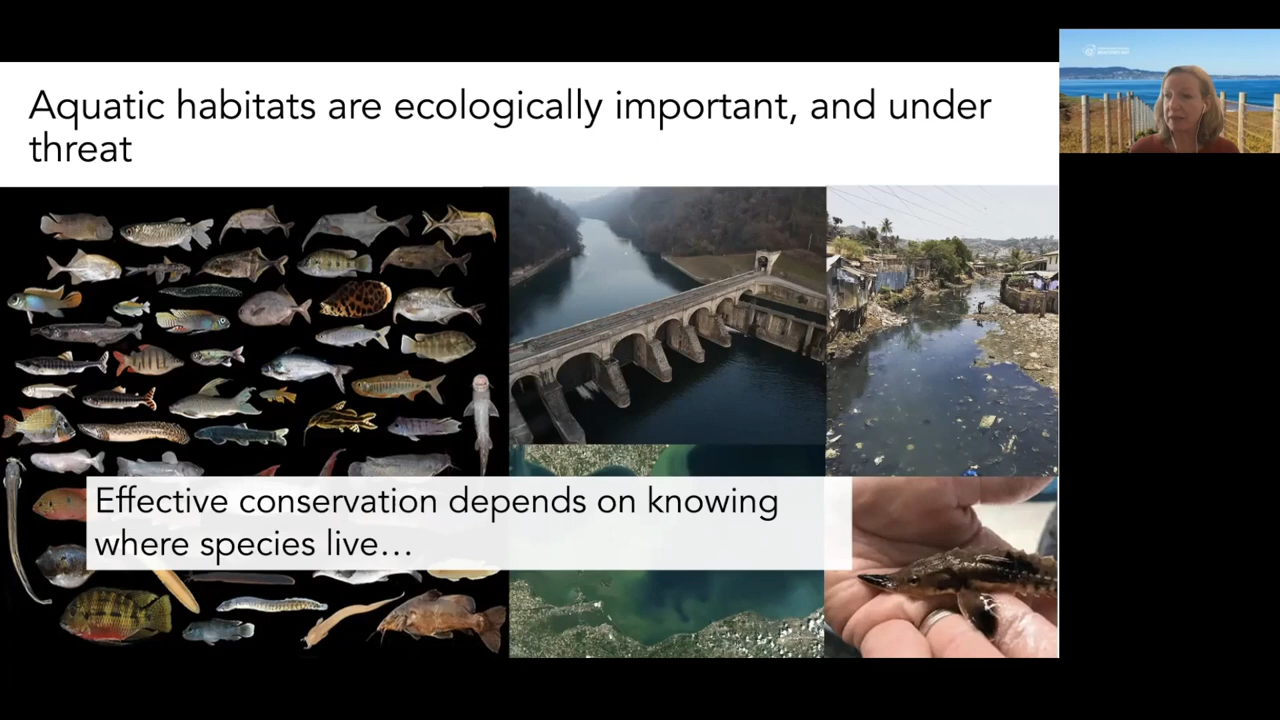 Aquatic habitats are ecologically important, and under
threat
Effective conservation depends on knowing
where species live…